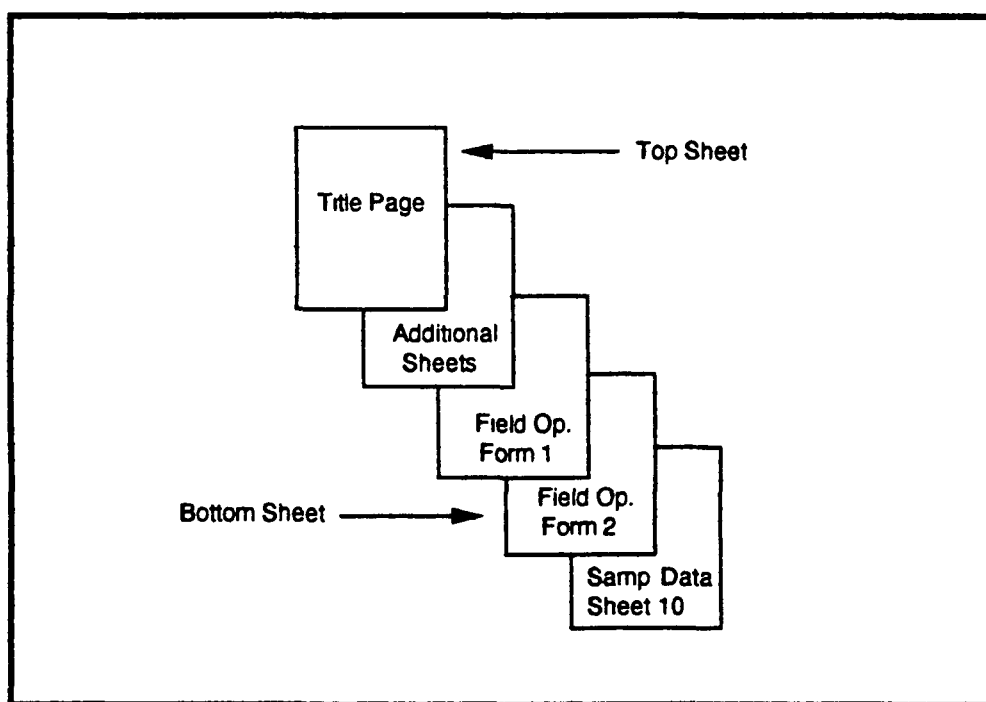 Top Sheet
Title Page
Additional
Sheets
Field Op.
Form 1
Bottom Sheet
Field Op.
Form 2
Samp Data
Sheet 10